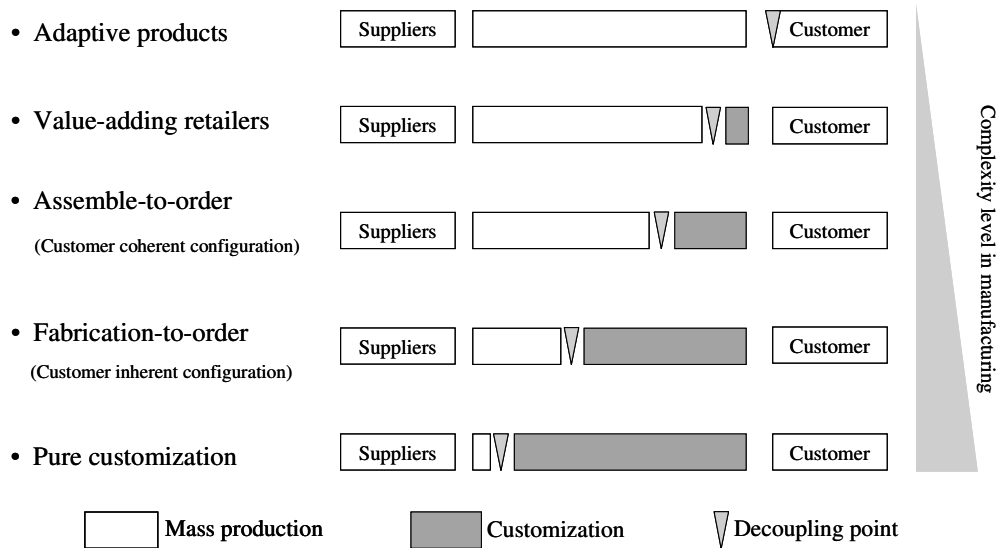 • Adaptive products
Suppliers
Customer
• Value-adding retailers
Suppliers
Customer
• Assemble-to-order
(Customer coherent configuration)
Suppliers
Customer
• Fabrication-to-order
(Customer inherent configuration)
Suppliers
Customer
• Pure customization
Suppliers
Customer
Complexity level in manufacturing
Mass production
Customization
Decoupling point